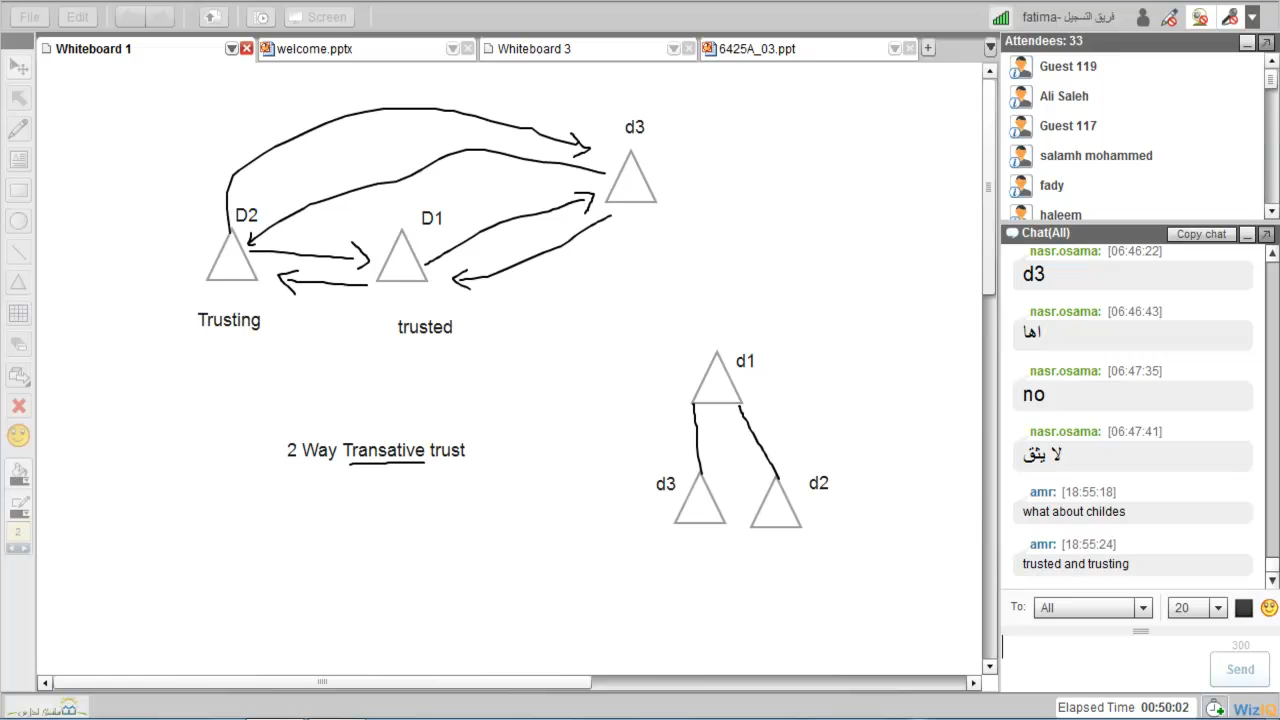 File
Edit
Screen
fatima- فريق التسجيل
Whiteboard 1
welcome.pptx
Whiteboard 3
6425A_03.pptx
Attendees: 33
Guest 119
Ali Saleh
Guest 117
salamh mohammed
fady
haleem
Chat(All)
Copy chat
nasr.osama: [06:46:22]
d3
nasr.osama: [06:46:43]
اها
nasr.osama: [06:47:35]
no
nasr.osama: [06:47:41]
لا يثق
amr: [18:55:18]
what about childes
amr: [18:55:24]
trusted and trusting
To:
All
20
300
Send
2
d3
D2
D1
Trusting
trusted
d1
2 Way Transative trust
d3
d2
Elapsed Time 00:50:02
WizIQ